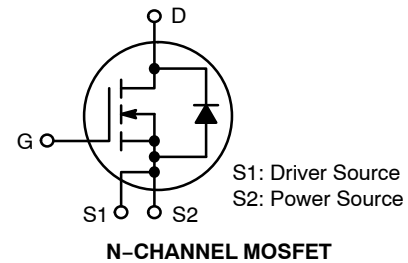 D
G
S1: Driver Source
S2: Power Source
S1
S2
N−CHANNEL MOSFET